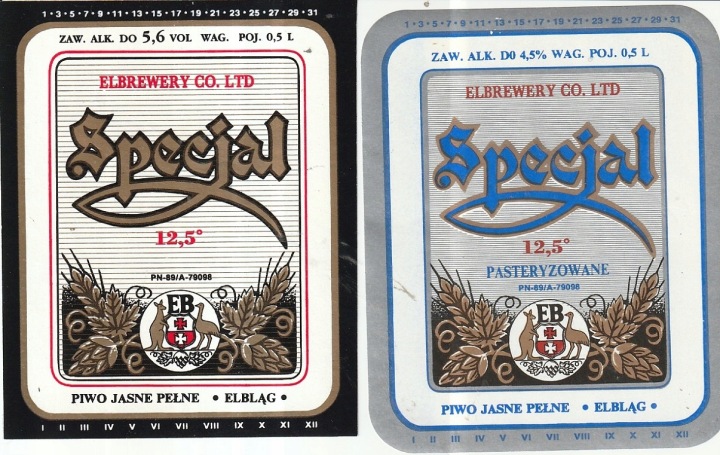 1 • 3 • 5 • 7 • 9 • 11 • 13 • 15 • 17 • 19 • 21 • 23 • 25 • 27 • 29 • 31
ZAW. ALK. DO 5,6 VOL WAG. POJ. 0,5 L
ELBREWERY CO. LTD
Specjal
12,5°
PN-89/A-79098
EB
PIWO JASNE PEŁNE • ELBLĄG •
I II III IV V VI VII VIII IX X XI XII
1 • 3 • 5 • 7 • 9 • 11 • 13 • 15 • 17 • 19 • 21 • 23 • 25 • 27 • 29 • 31
ZAW. ALK. DO 4,5% WAG. POJ. 0,5 L
ELBREWERY CO. LTD
Specjal
12,5°
PASTERYZOWANE
PN-89/A-79098
EB
PIWO JASNE PEŁNE • ELBLĄG •
I II III IV V VI VII VIII IX X XI XII